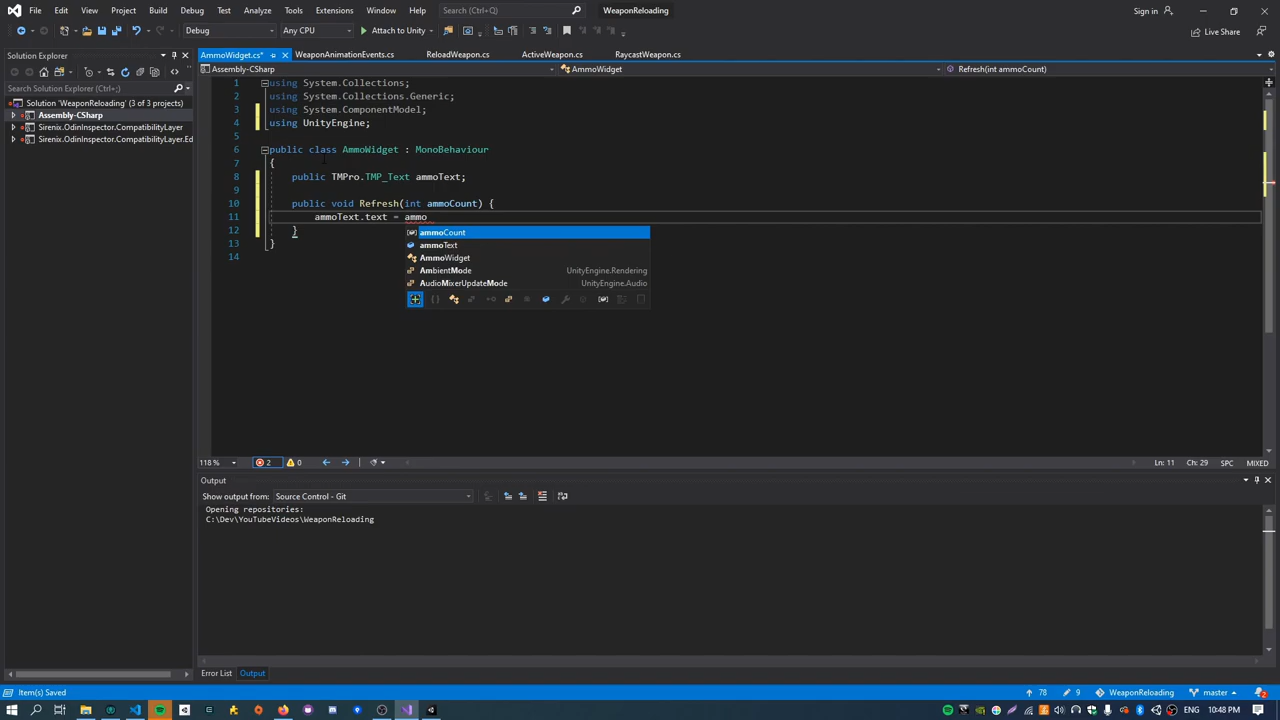 File Edit View Git Project Build Debug Test Analyze Tools Extensions Window Help Search (Ctrl+Q) WeaponReloading Sign in
Debug Any CPU Attach to Unity Live Share
Solution Explorer
Search Solution Explorer (Ctrl+;)
Solution 'WeaponReloading' (3 of 3 projects)
Assembly-CSharp
Sirenix.OdinInspector.CompatibilityLayer
Sirenix.OdinInspector.CompatibilityLayer.Ed
AmmoWidget.cs* WeaponAnimationEvents.cs ReloadWeapon.cs ActiveWeapon.cs RaycastWeapon.cs
Assembly-CSharp AmmoWidget Refresh(int ammoCount)
1 using System.Collections;
2 using System.Collections.Generic;
3 using System.ComponentModel;
4 using UnityEngine;
5
6 public class AmmoWidget : MonoBehaviour
7 {
8 public TMPro.TMP_Text ammoText;
9
10 public void Refresh(int ammoCount) {
11 ammoText.text = ammo
12 }
13 }
14
ammoCount
ammoText
AmmoWidget
AmbientMode UnityEngine.Rendering
AudioMixerUpdateMode UnityEngine.Audio
118 % 2 0 Ln: 11 Ch: 29 SPC MIXED
Output
Show output from: Source Control - Git
Opening repositories:
C:\Dev\YouTubeVideos\WeaponReloading
Error List Output
Item(s) Saved 78 9 WeaponReloading master 2
ENG 10:48 PM